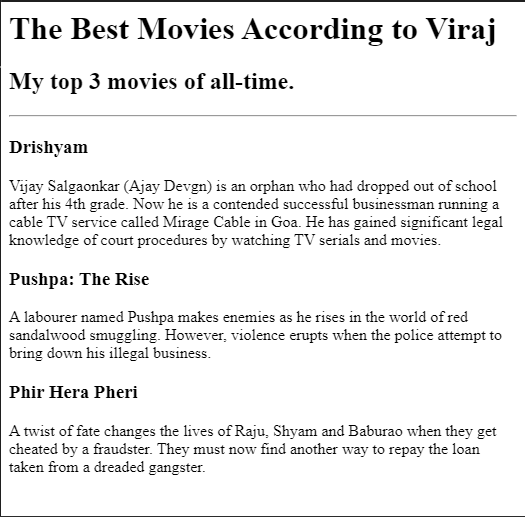 The Best Movies According to Viraj
My top 3 movies of all-time.
Drishyam
Vijay Salgaonkar (Ajay Devgn) is an orphan who had dropped out of school
after his 4th grade. Now he is a contended successful businessman running a
cable TV service called Mirage Cable in Goa. He has gained significant legal
knowledge of court procedures by watching TV serials and movies.
Pushpa: The Rise
A labourer named Pushpa makes enemies as he rises in the world of red
sandalwood smuggling. However, violence erupts when the police attempt to
bring down his illegal business.
Phir Hera Pheri
A twist of fate changes the lives of Raju, Shyam and Baburao when they get
cheated by a fraudster. They must now find another way to repay the loan
taken from a dreaded gangster.